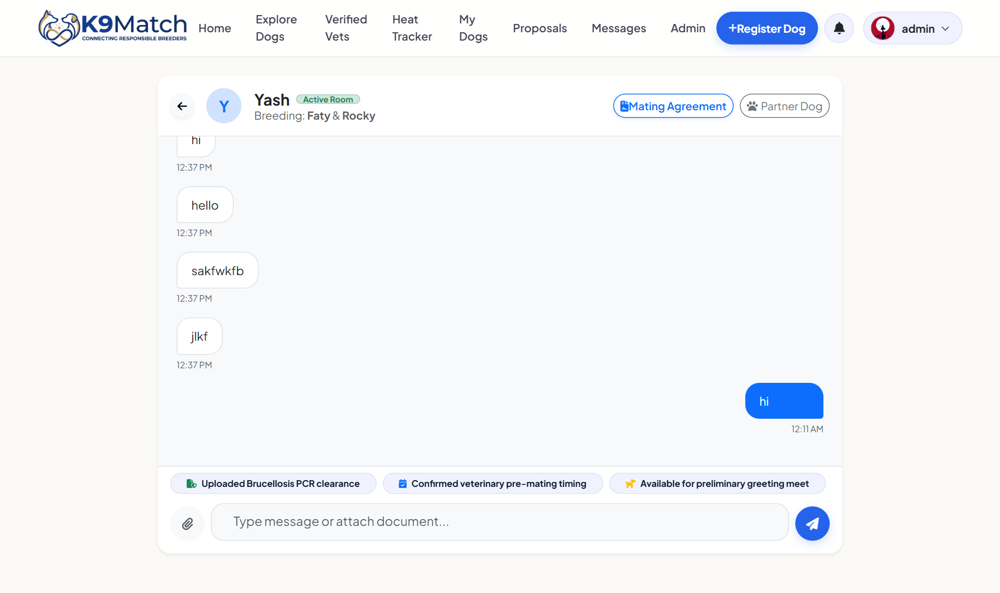 K9Match
CONNECTING RESPONSIBLE BREEDERS
Home
Explore
Dogs
Verified
Vets
Heat
Tracker
My
Dogs
Proposals
Messages
Admin
+Register Dog
admin
Y
Yash
Active Room
Breeding: Faty & Rocky
Mating Agreement
Partner Dog
hi
12:37 PM
hello
12:37 PM
sakfwkfb
12:37 PM
jlkf
12:37 PM
hi
12:11 AM
Uploaded Brucellosis PCR clearance
Confirmed veterinary pre-mating timing
Available for preliminary greeting meet
Type message or attach document...